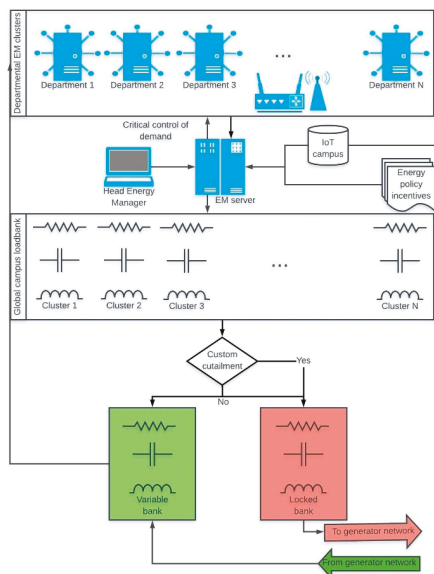 Departmental EM clusters
Department 1
Department 2
Department 3
...
Department N
Critical control of
demand
Head Energy
Manager
EM server
IoT
campus
Energy
policy
incentives
Global campus loadbank
Cluster 1
Cluster 2
Cluster 3
...
Cluster N
Custom
cutailment
Yes
No
Variable
bank
Locked
bank
To generator network
From generator network